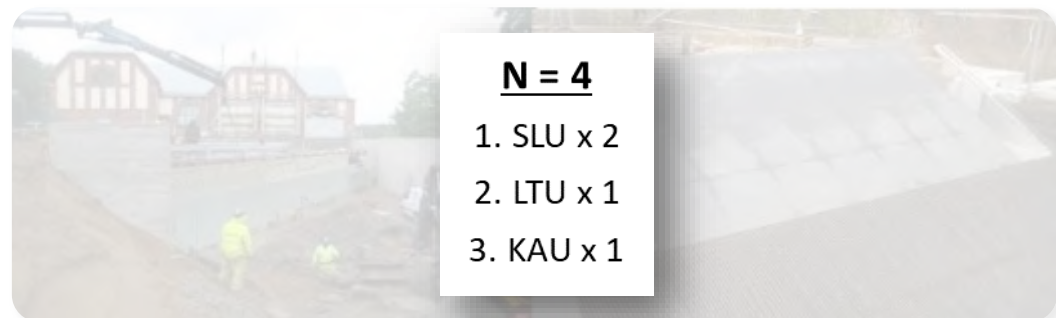 N = 4
1. SLU x 2
2. LTU x 1
3. KAU x 1